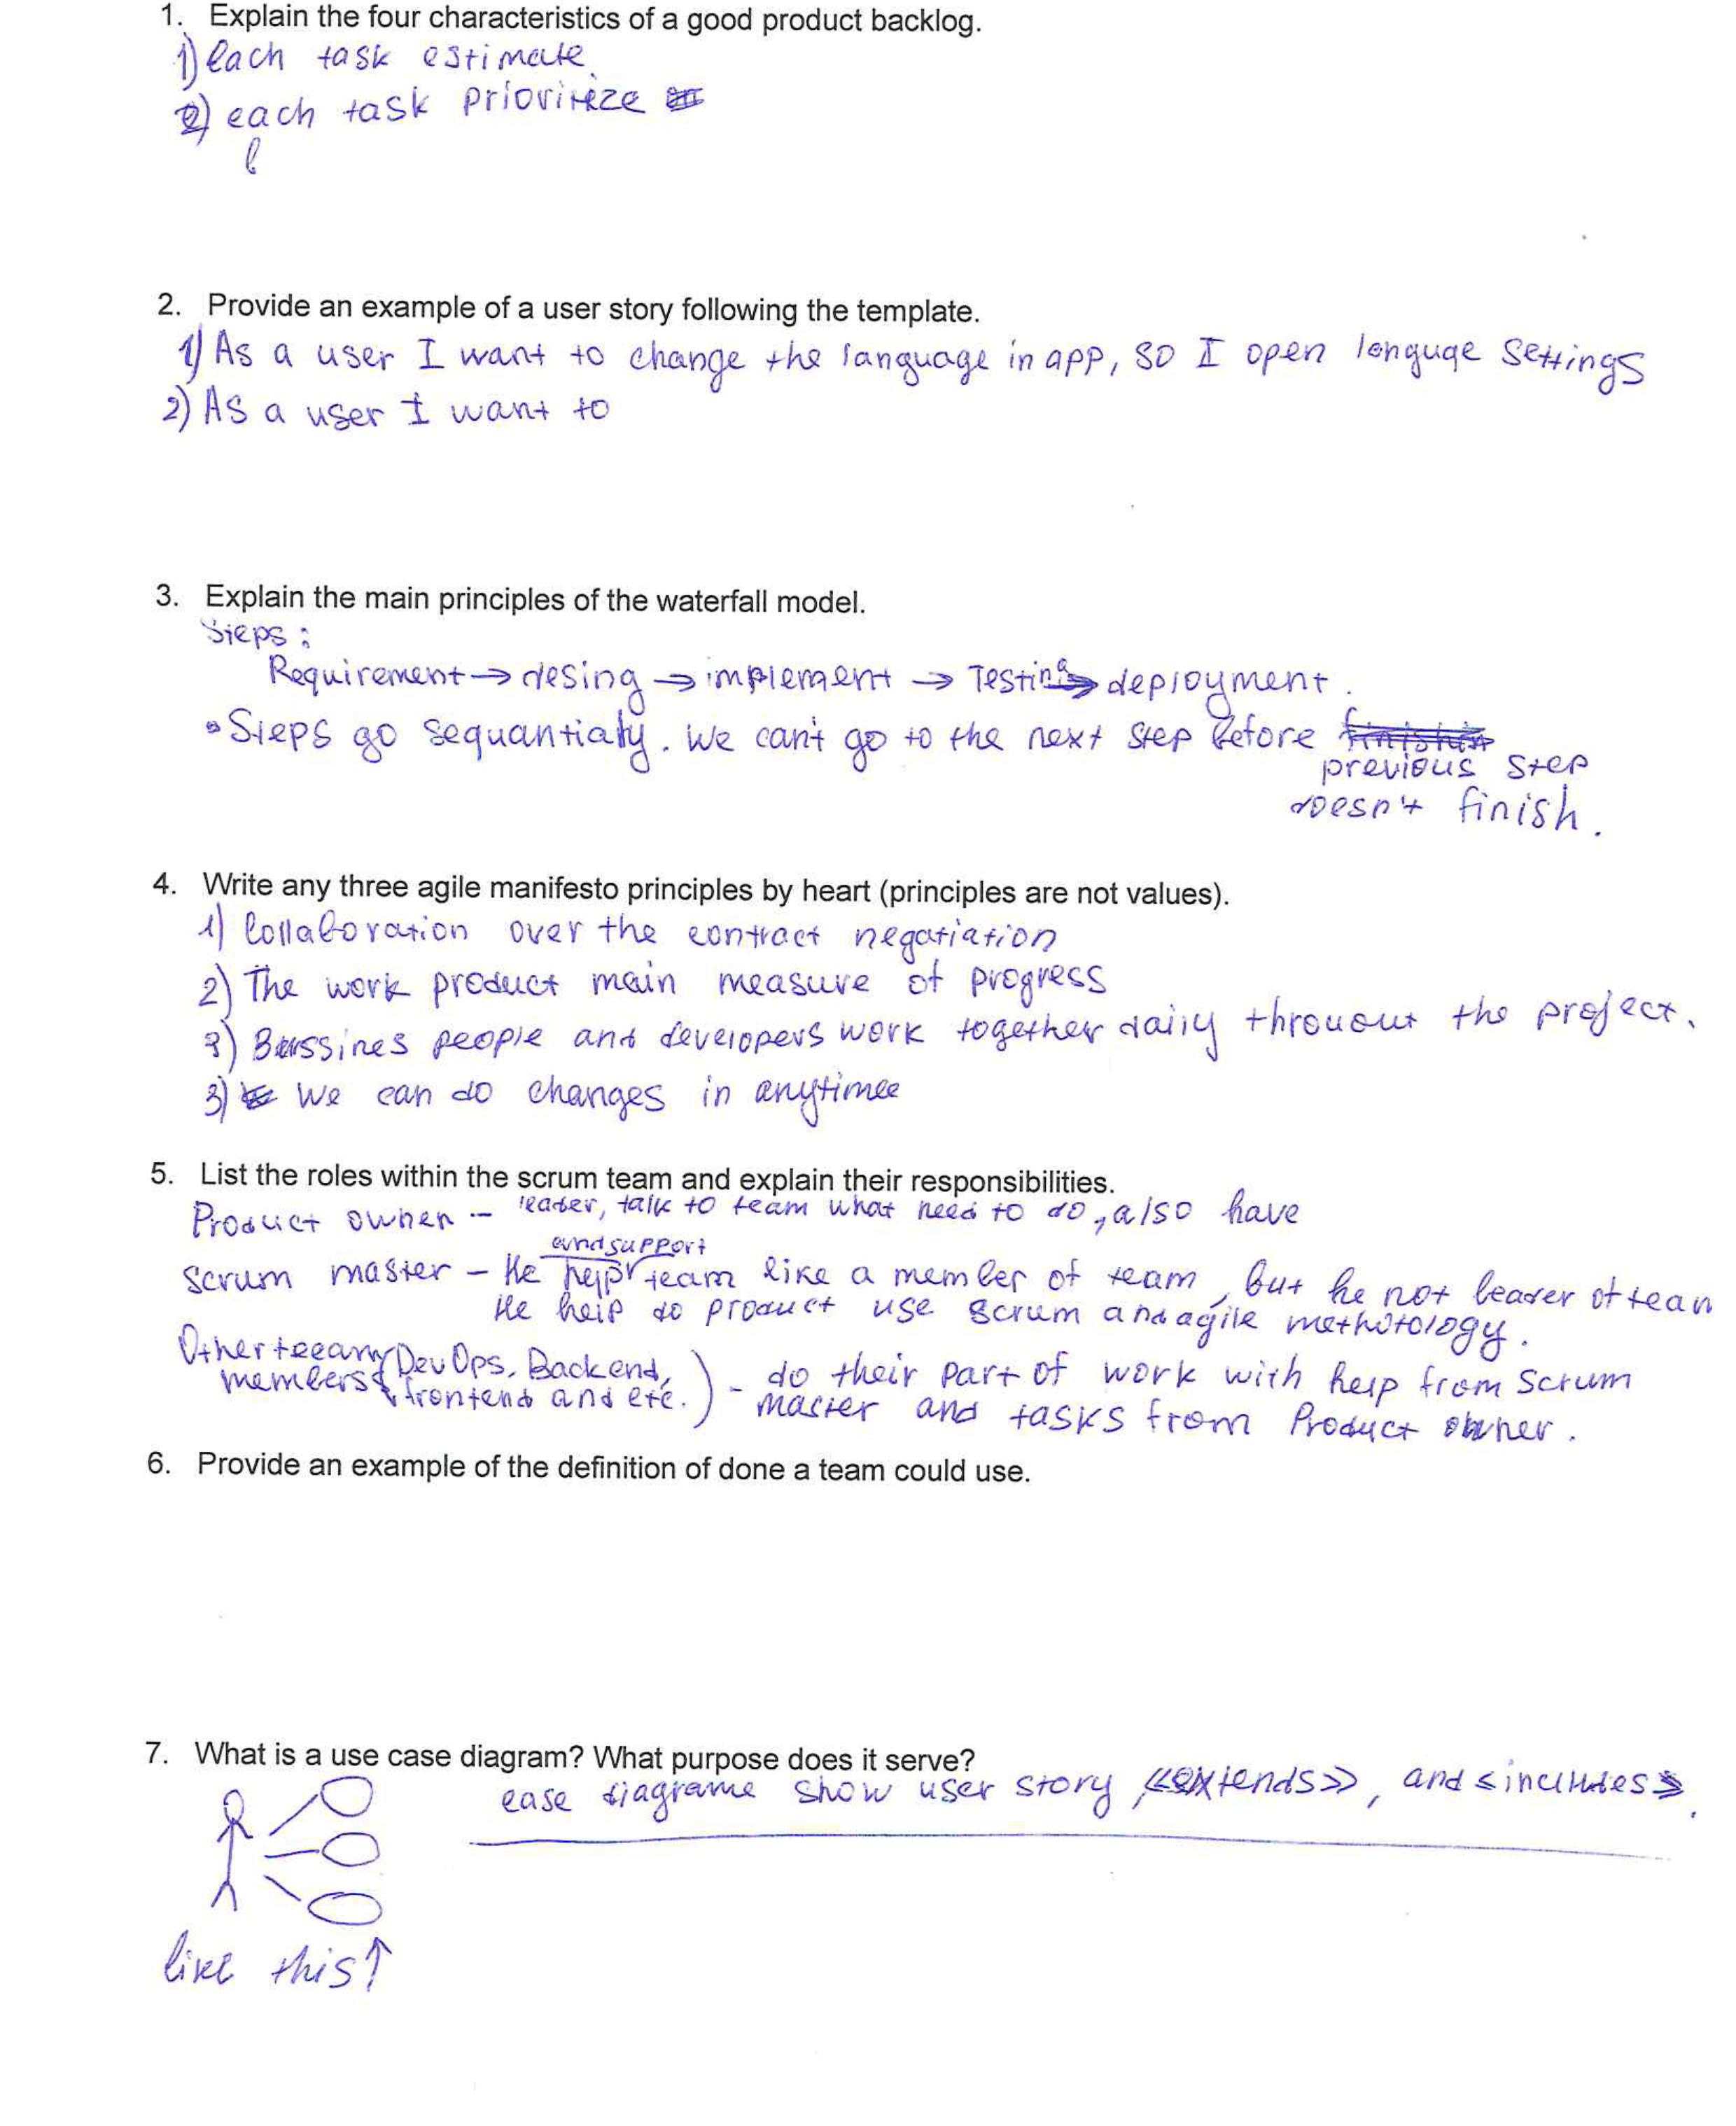 1. Explain the four characteristics of a good product backlog.
1) each task estimate
2) each task prioritize
2. Provide an example of a user story following the template.
1) As a user I want to change the language in app, so I open longuqe settings
2) As a user I want to
3. Explain the main principles of the waterfall model.
Steps:
Requirement → desing → implement → Testing → deployment.
• Steps go sequantialy. We can't go to the next step before
previous step
doesn't finish.
4. Write any three agile manifesto principles by heart (principles are not values).
1) Collaboration over the contract negatiation
2) The work product main measure of progress
3) Bussines people and developers work together daily throuout the project.
3) We can do changes in anytimee
5. List the roles within the scrum team and explain their responsibilities.
Product owner - leader, talk to team what need to do, also have
and support
Scrum master - He help team like a member of team, but he not leader of team
He help do product use scrum and agile methotology.
Other teeam (DevOps, Backend, ) - do their part of work with help from Scrum
members frontend and etc. master and tasks from Product owner.
6. Provide an example of the definition of done a team could use.
7. What is a use case diagram? What purpose does it serve?
case diagrame show user story, <<extends>>, and <includes>.
like this ↑